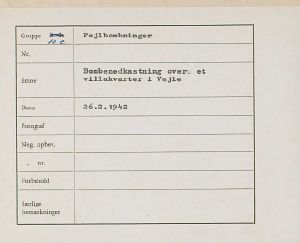 Gruppe 10 c Pejlbombninger
Nr.
Emne Bombenedkastning over et
villakvarter i Vejle
Dato 26.2.1942
Fotograf
Neg. opbev.
. nr.
Forbehold
Særlige
bemærkninger